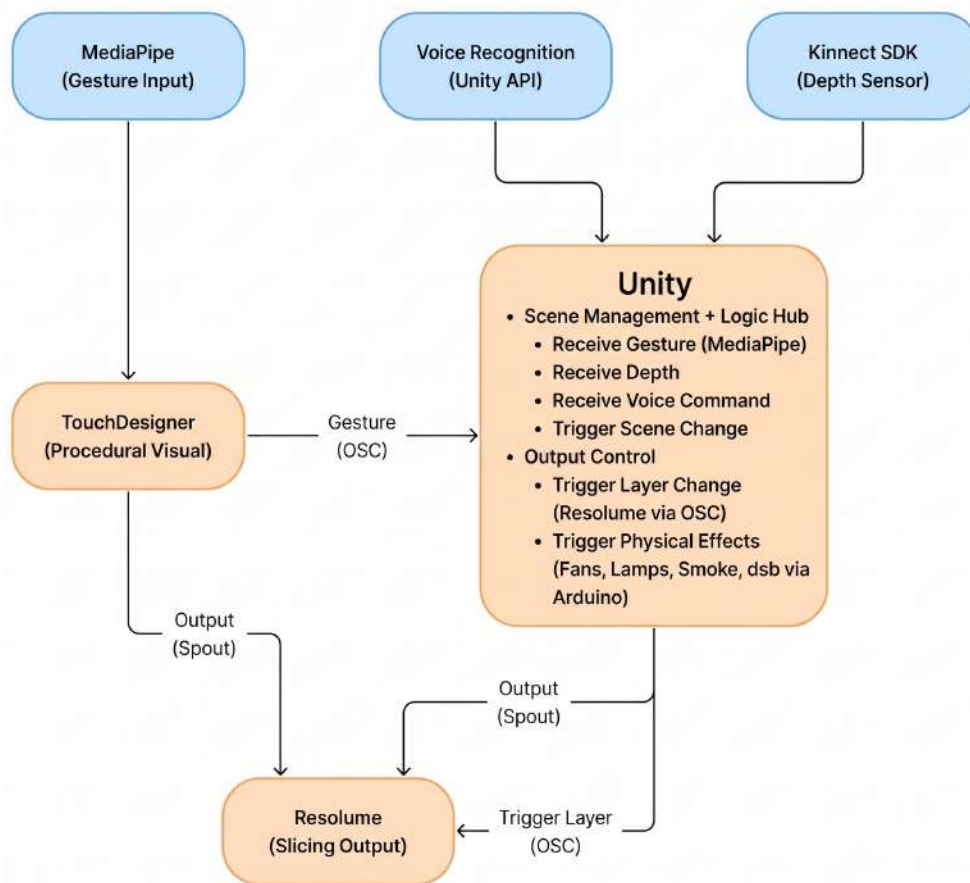 MediaPipe
(Gesture Input)
Voice Recognition
(Unity API)
Kinnect SDK
(Depth Sensor)
Unity
• Scene Management + Logic Hub
• Receive Gesture (MediaPipe)
• Receive Depth
• Receive Voice Command
• Trigger Scene Change
• Output Control
• Trigger Layer Change
(Resolume via OSC)
• Trigger Physical Effects
(Fans, Lamps, Smoke, dsb via
Arduino)
TouchDesigner
(Procedural Visual)
Gesture
(OSC)
Output
(Spout)
Output
(Spout)
Resolume
(Slicing Output)
Trigger Layer
(OSC)